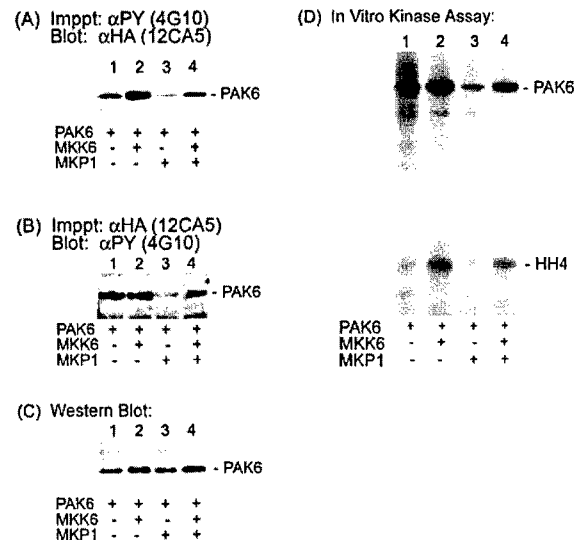 (A) Imppt: αPY (4G10)
Blot: αHA (12CA5)
1 2 3 4
- PAK6
PAK6 + + + +
MKK6 - + - +
MKP1 - - + +
(B) Imppt: αHA (12CA5)
Blot: αPY (4G10)
1 2 3 4
- PAK6
PAK6 + + + +
MKK6 - + - +
MKP1 - - + +
(C) Western Blot:
1 2 3 4
- PAK6
PAK6 + + + +
MKK6 - + - +
MKP1 - - + +
(D) In Vitro Kinase Assay:
1 2 3 4
- PAK6
- HH4
PAK6 + + + +
MKK6 - + - +
MKP1 - - + +